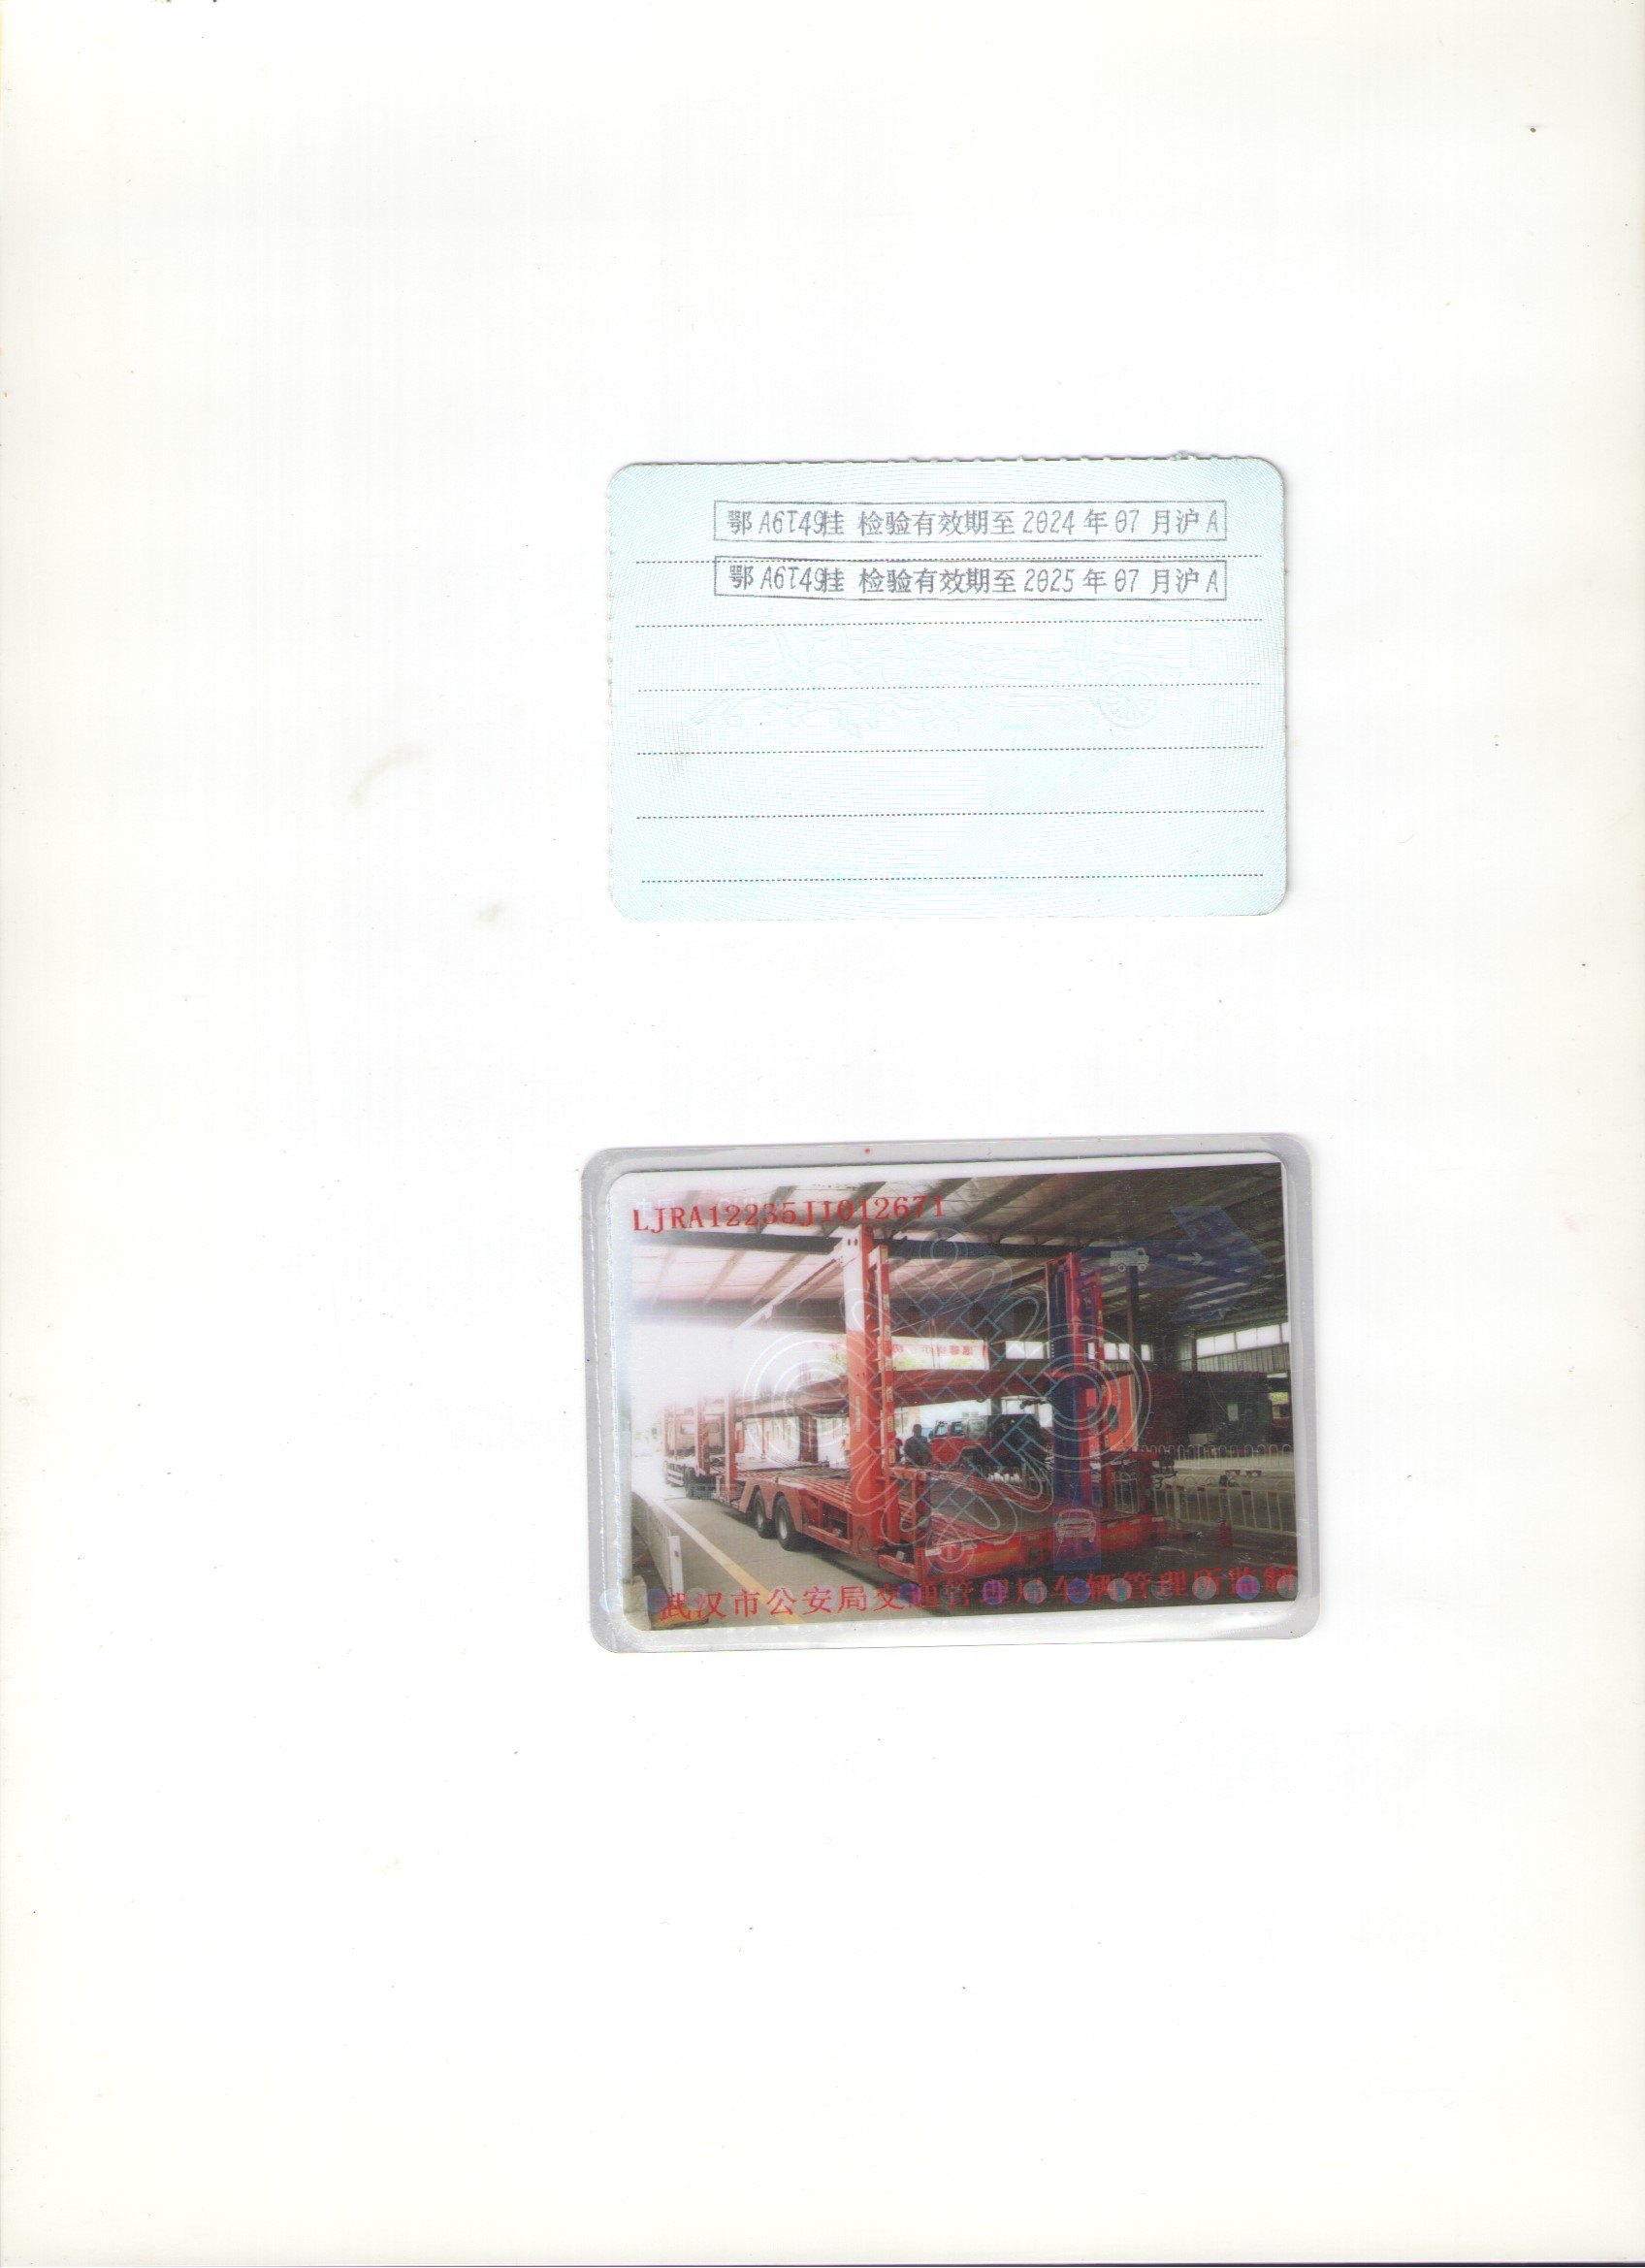 鄂A6T49挂 检验有效期至2024年07月沪A
鄂A6T49挂 检验有效期至2025年07月沪A
LJRA12235J1012671
武汉市公安局交通管理局车辆管理所监制